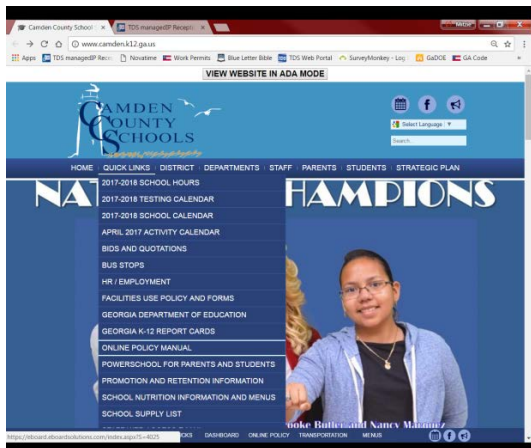 Camden County School
TDS managedIP Recept
www.camden.k12.ga.us
Apps
TDS managedIP Rece
Novatime
Work Permits
Blue Letter Bible
TDS Web Portal
SurveyMonkey - Log
GaDOE
GA Code
VIEW WEBSITE IN ADA MODE
CAMDEN
COUNTY
SCHOOLS
Select Language
Search
HOME QUICK LINKS DISTRICT DEPARTMENTS STAFF PARENTS STUDENTS STRATEGIC PLAN
2017-2018 SCHOOL HOURS
2017-2018 TESTING CALENDAR
2017-2018 SCHOOL CALENDAR
APRIL 2017 ACTIVITY CALENDAR
BIDS AND QUOTATIONS
BUS STOPS
HR / EMPLOYMENT
FACILITIES USE POLICY AND FORMS
GEORGIA DEPARTMENT OF EDUCATION
GEORGIA K-12 REPORT CARDS
ONLINE POLICY MANUAL
POWERSCHOOL FOR PARENTS AND STUDENTS
PROMOTION AND RETENTION INFORMATION
SCHOOL NUTRITION INFORMATION AND MENUS
SCHOOL SUPPLY LIST
NAT HAMPIONS
Butler and Nancy
https://eboard.eboardsolutions.com/index.aspx?S=4025
DASHBOARD ONLINE POLICY TRANSPORTATION MENUS